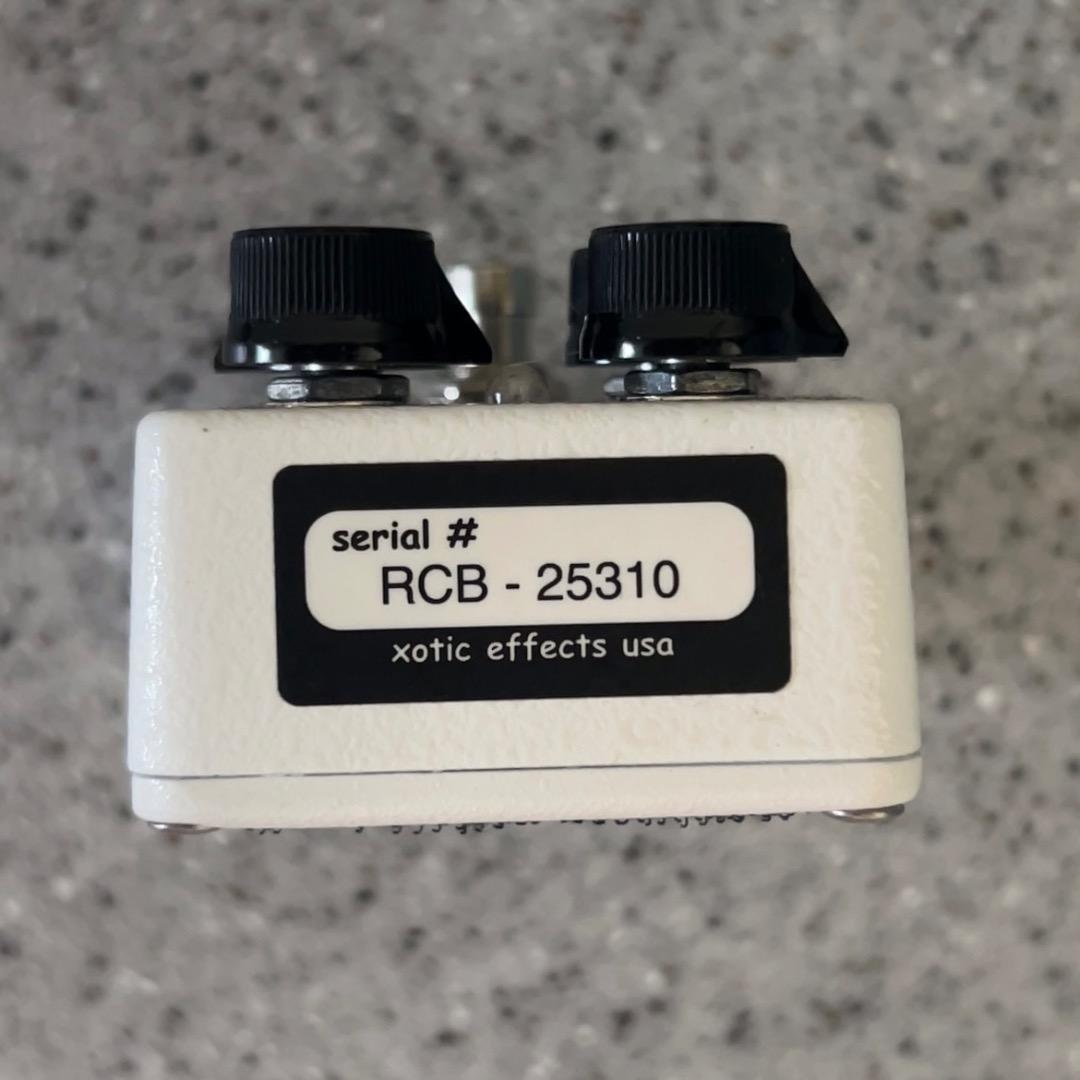 serial #
RCB - 25310
xotic effects usa